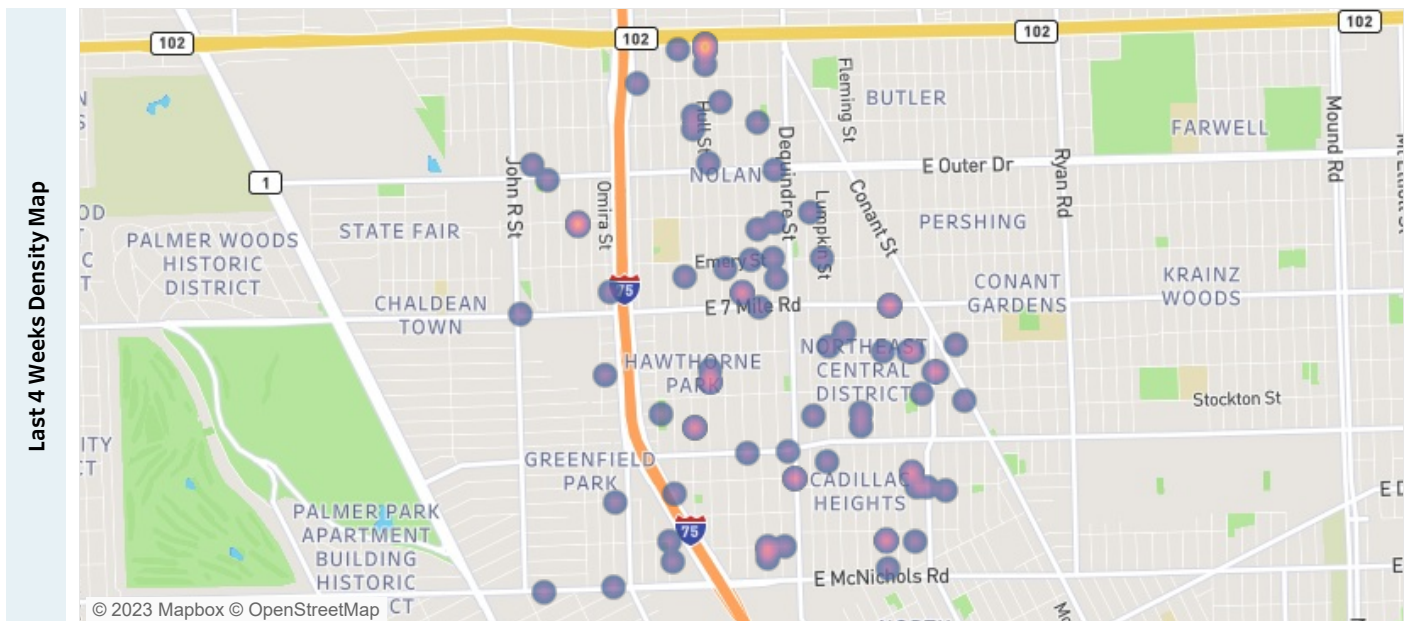 Last 4 Weeks Density Map
102
102
102
102
Fleming St
BUTLER
Hull St
FARWELL
Mound Rd
Dequindre St
E Outer Dr
Ryan Rd
John R St
NOLAN
1
Omira St
Lumpkin St
Conant St
STATE FAIR
PERSHING
PALMER WOODS
HISTORIC
DISTRICT
Emery St
CONANT
GARDENS
KRAINZ
WOODS
75
CHALDEAN
TOWN
E 7 Mile Rd
HAWTHORNE
PARK
NORTHEAST
CENTRAL
DISTRICT
Stockton St
GREENFIELD
PARK
CADILLAC
HEIGHTS
PALMER PARK
APARTMENT
BUILDING
HISTORIC
CT
75
E McNichols Rd
© 2023 Mapbox © OpenStreetMap